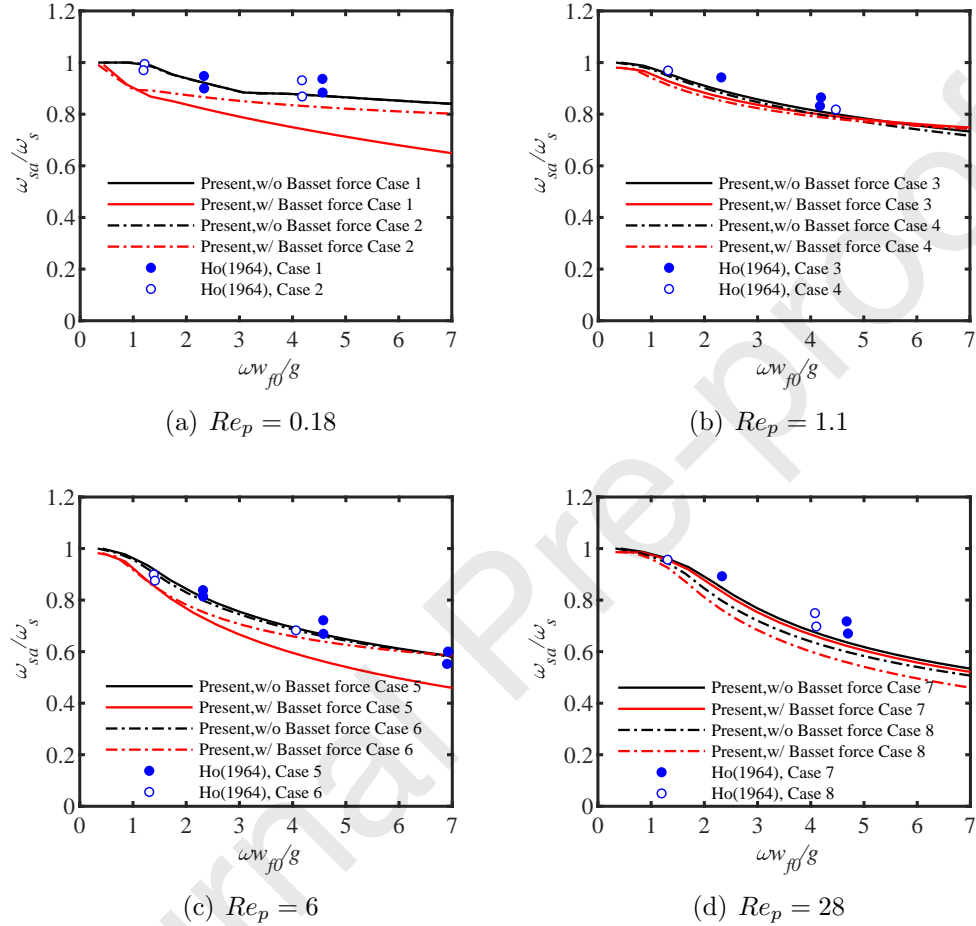 1.2
1
0.8
0.6
0.4
0.2
0
ω_sa/ω_s
Present,w/o Basset force Case 1
Present,w/ Basset force Case 1
Present,w/o Basset force Case 2
Present,w/ Basset force Case 2
Ho(1964), Case 1
Ho(1964), Case 2
0 1 2 3 4 5 6 7
ωw_f0/g
(a) Re_p = 0.18
1.2
1
0.8
0.6
0.4
0.2
0
ω_sa/ω_s
Present,w/o Basset force Case 3
Present,w/ Basset force Case 3
Present,w/o Basset force Case 4
Present,w/ Basset force Case 4
Ho(1964), Case 3
Ho(1964), Case 4
0 1 2 3 4 5 6 7
ωw_f0/g
(b) Re_p = 1.1
1.2
1
0.8
0.6
0.4
0.2
0
ω_sa/ω_s
Present,w/o Basset force Case 5
Present,w/ Basset force Case 5
Present,w/o Basset force Case 6
Present,w/ Basset force Case 6
Ho(1964), Case 5
Ho(1964), Case 6
0 1 2 3 4 5 6 7
ωw_f0/g
(c) Re_p = 6
1.2
1
0.8
0.6
0.4
0.2
0
ω_sa/ω_s
Present,w/o Basset force Case 7
Present,w/ Basset force Case 7
Present,w/o Basset force Case 8
Present,w/ Basset force Case 8
Ho(1964), Case 7
Ho(1964), Case 8
0 1 2 3 4 5 6 7
ωw_f0/g
(d) Re_p = 28
urnal Pre-proof